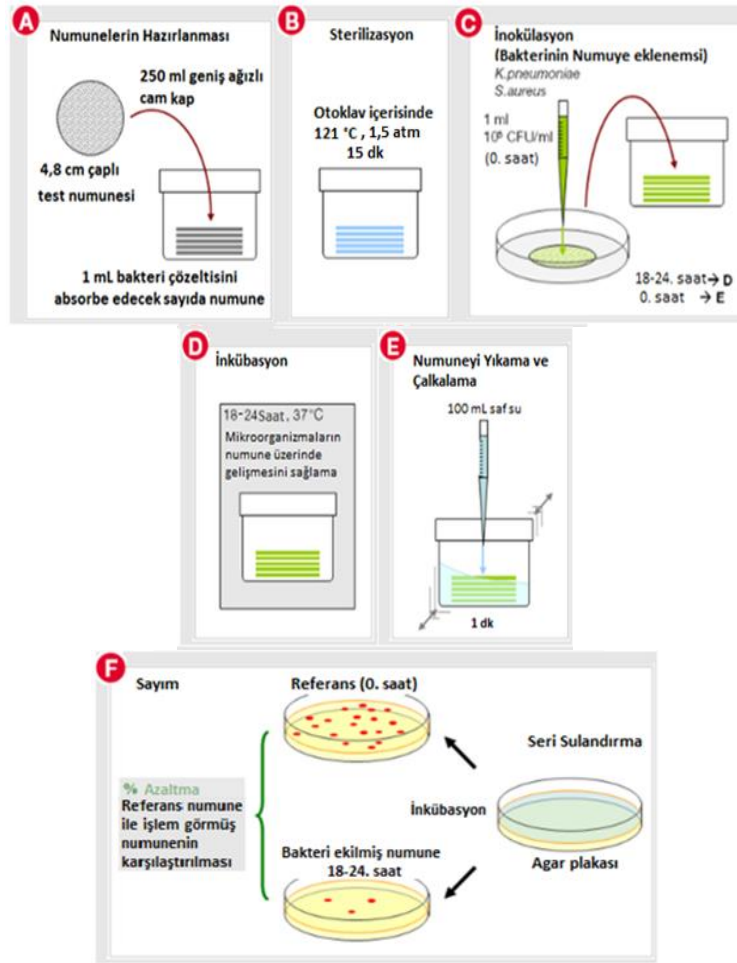 A
Numunelerin Hazırlanması
250 ml geniş ağızlı
cam kap
4,8 cm çaplı
test numunesi
1 mL bakteri çözeltisini
absorbe edecek sayıda numune
B
Sterilizasyon
Otoklav içerisinde
121 °C , 1,5 atm
15 dk
C
İnokülasyon
(Bakterinin Numuye eklenemsi)
K.pneumoniae
S.aureus
1 ml
10⁵ CFU/ml
(0. saat)
18-24. saat→ D
0. saat → E
D
İnkübasyon
18-24Saat, 37°C
Mikroorganizmaların
numune üzerinde
gelişmesini sağlama
E
Numuneyi Yıkama ve
Çalkalama
100 mL saf su
1 dk
F
Sayım
Referans (0. saat)
Seri Sulandırma
% Azaltma
Referans numune
ile işlem görmüş
numunenin
karşılaştırılması
İnkübasyon
Agar plakası
Bakteri ekilmiş numune
18-24. saat